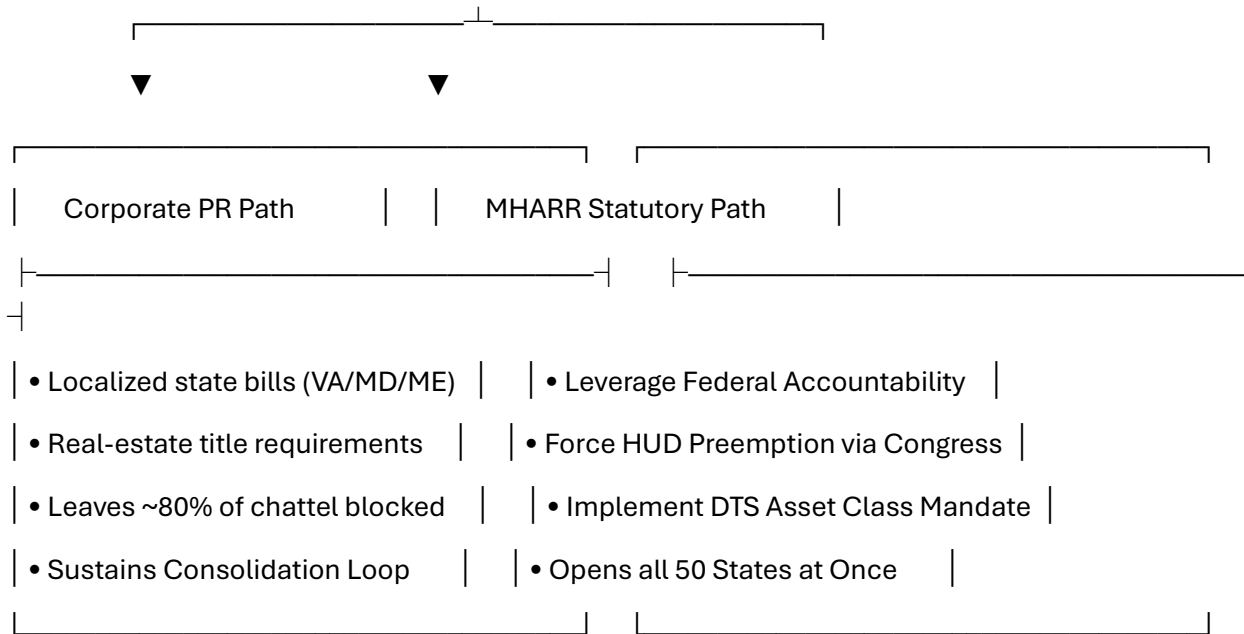 Corporate PR Path MHARR Statutory Path
• Localized state bills (VA/MD/ME) • Leverage Federal Accountability
• Real-estate title requirements • Force HUD Preemption via Congress
• Leaves ~80% of chattel blocked • Implement DTS Asset Class Mandate
• Sustains Consolidation Loop • Opens all 50 States at Once